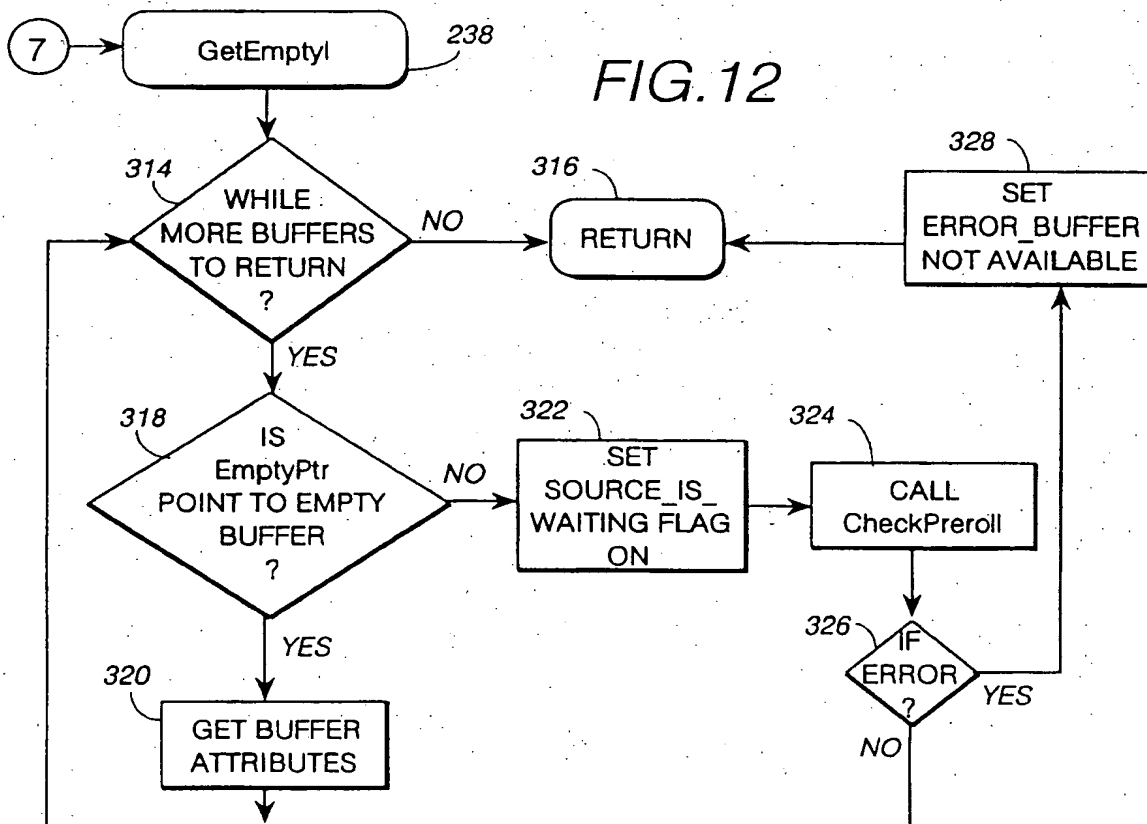 7
GetEmptyI
238
FIG.12
314
WHILE
MORE BUFFERS
TO RETURN
?
NO
316
RETURN
328
SET
ERROR_BUFFER
NOT AVAILABLE
YES
318
IS
EmptyPtr
POINT TO EMPTY
BUFFER
?
NO
322
SET
SOURCE_IS_
WAITING FLAG
ON
324
CALL
CheckPreroll
YES
326
IF
ERROR
?
YES
NO
320
GET BUFFER
ATTRIBUTES